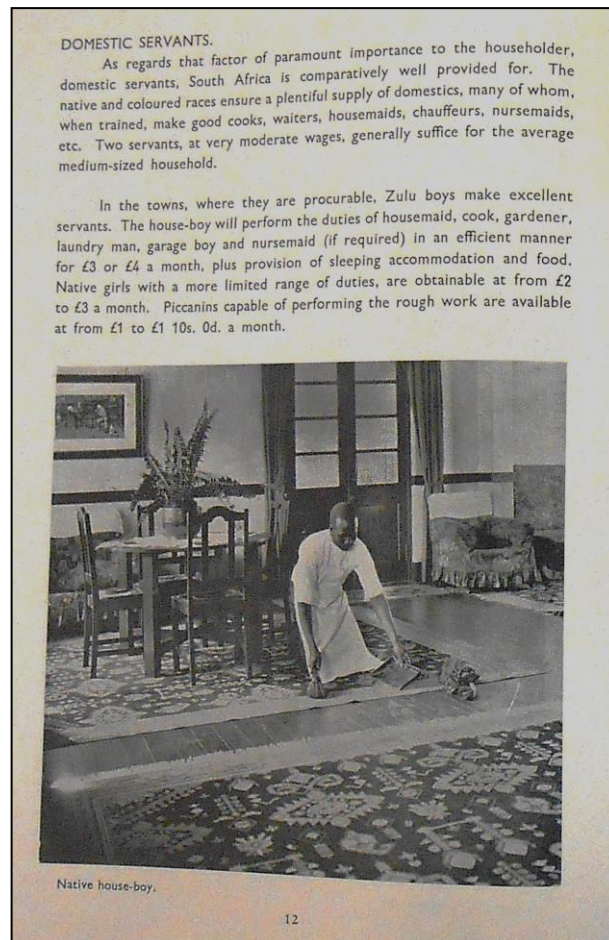 DOMESTIC SERVANTS.
As regards that factor of paramount importance to the householder,
domestic servants, South Africa is comparatively well provided for. The
native and coloured races ensure a plentiful supply of domestics, many of whom,
when trained, make good cooks, waiters, housemaids, chauffeurs, nursemaids,
etc. Two servants, at very moderate wages, generally suffice for the average
medium-sized household.
In the towns, where they are procurable, Zulu boys make excellent
servants. The house-boy will perform the duties of housemaid, cook, gardener,
laundry man, garage boy and nursemaid (if required) in an efficient manner
for £3 or £4 a month, plus provision of sleeping accommodation and food.
Native girls with a more limited range of duties, are obtainable at from £2
to £3 a month. Piccanins capable of performing the rough work are available
at from £1 to £1 10s. 0d. a month.
Native house-boy.
12